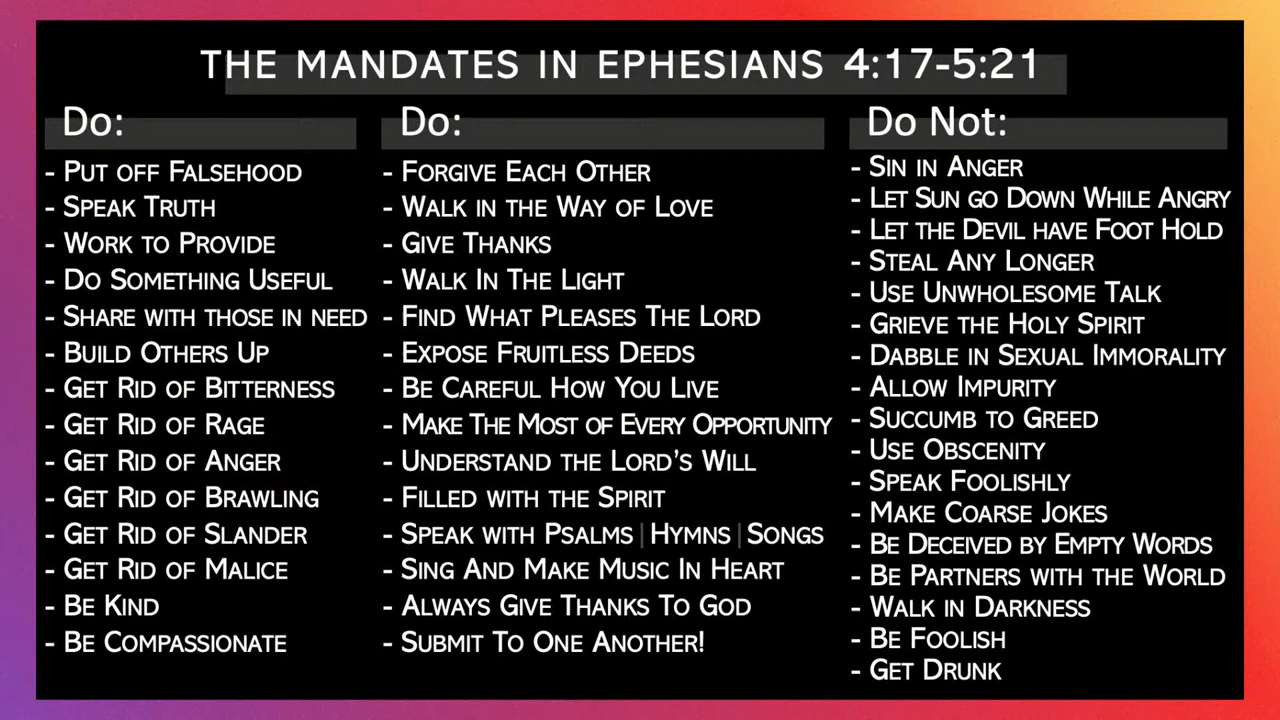 THE MANDATES IN EPHESIANS 4:17-5:21
Do:
- PUT OFF FALSEHOOD
- SPEAK TRUTH
- WORK TO PROVIDE
- DO SOMETHING USEFUL
- SHARE WITH THOSE IN NEED
- BUILD OTHERS UP
- GET RID OF BITTERNESS
- GET RID OF RAGE
- GET RID OF ANGER
- GET RID OF BRAWLING
- GET RID OF SLANDER
- GET RID OF MALICE
- BE KIND
- BE COMPASSIONATE
Do:
- FORGIVE EACH OTHER
- WALK IN THE WAY OF LOVE
- GIVE THANKS
- WALK IN THE LIGHT
- FIND WHAT PLEASES THE LORD
- EXPOSE FRUITLESS DEEDS
- BE CAREFUL HOW YOU LIVE
- MAKE THE MOST OF EVERY OPPORTUNITY
- UNDERSTAND THE LORD'S WILL
- FILLED WITH THE SPIRIT
- SPEAK WITH PSALMS|HYMNS|SONGS
- SING AND MAKE MUSIC IN HEART
- ALWAYS GIVE THANKS TO GOD
- SUBMIT TO ONE ANOTHER!
Do Not:
- SIN IN ANGER
- LET SUN GO DOWN WHILE ANGRY
- LET THE DEVIL HAVE FOOT HOLD
- STEAL ANY LONGER
- USE UNWHOLESOME TALK
- GRIEVE THE HOLY SPIRIT
- DABBLE IN SEXUAL IMMORALITY
- ALLOW IMPURITY
- SUCCUMB TO GREED
- USE OBSCENITY
- SPEAK FOOLISHLY
- MAKE COARSE JOKES
- BE DECEIVED BY EMPTY WORDS
- BE PARTNERS WITH THE WORLD
- WALK IN DARKNESS
- BE FOOLISH
- GET DRUNK